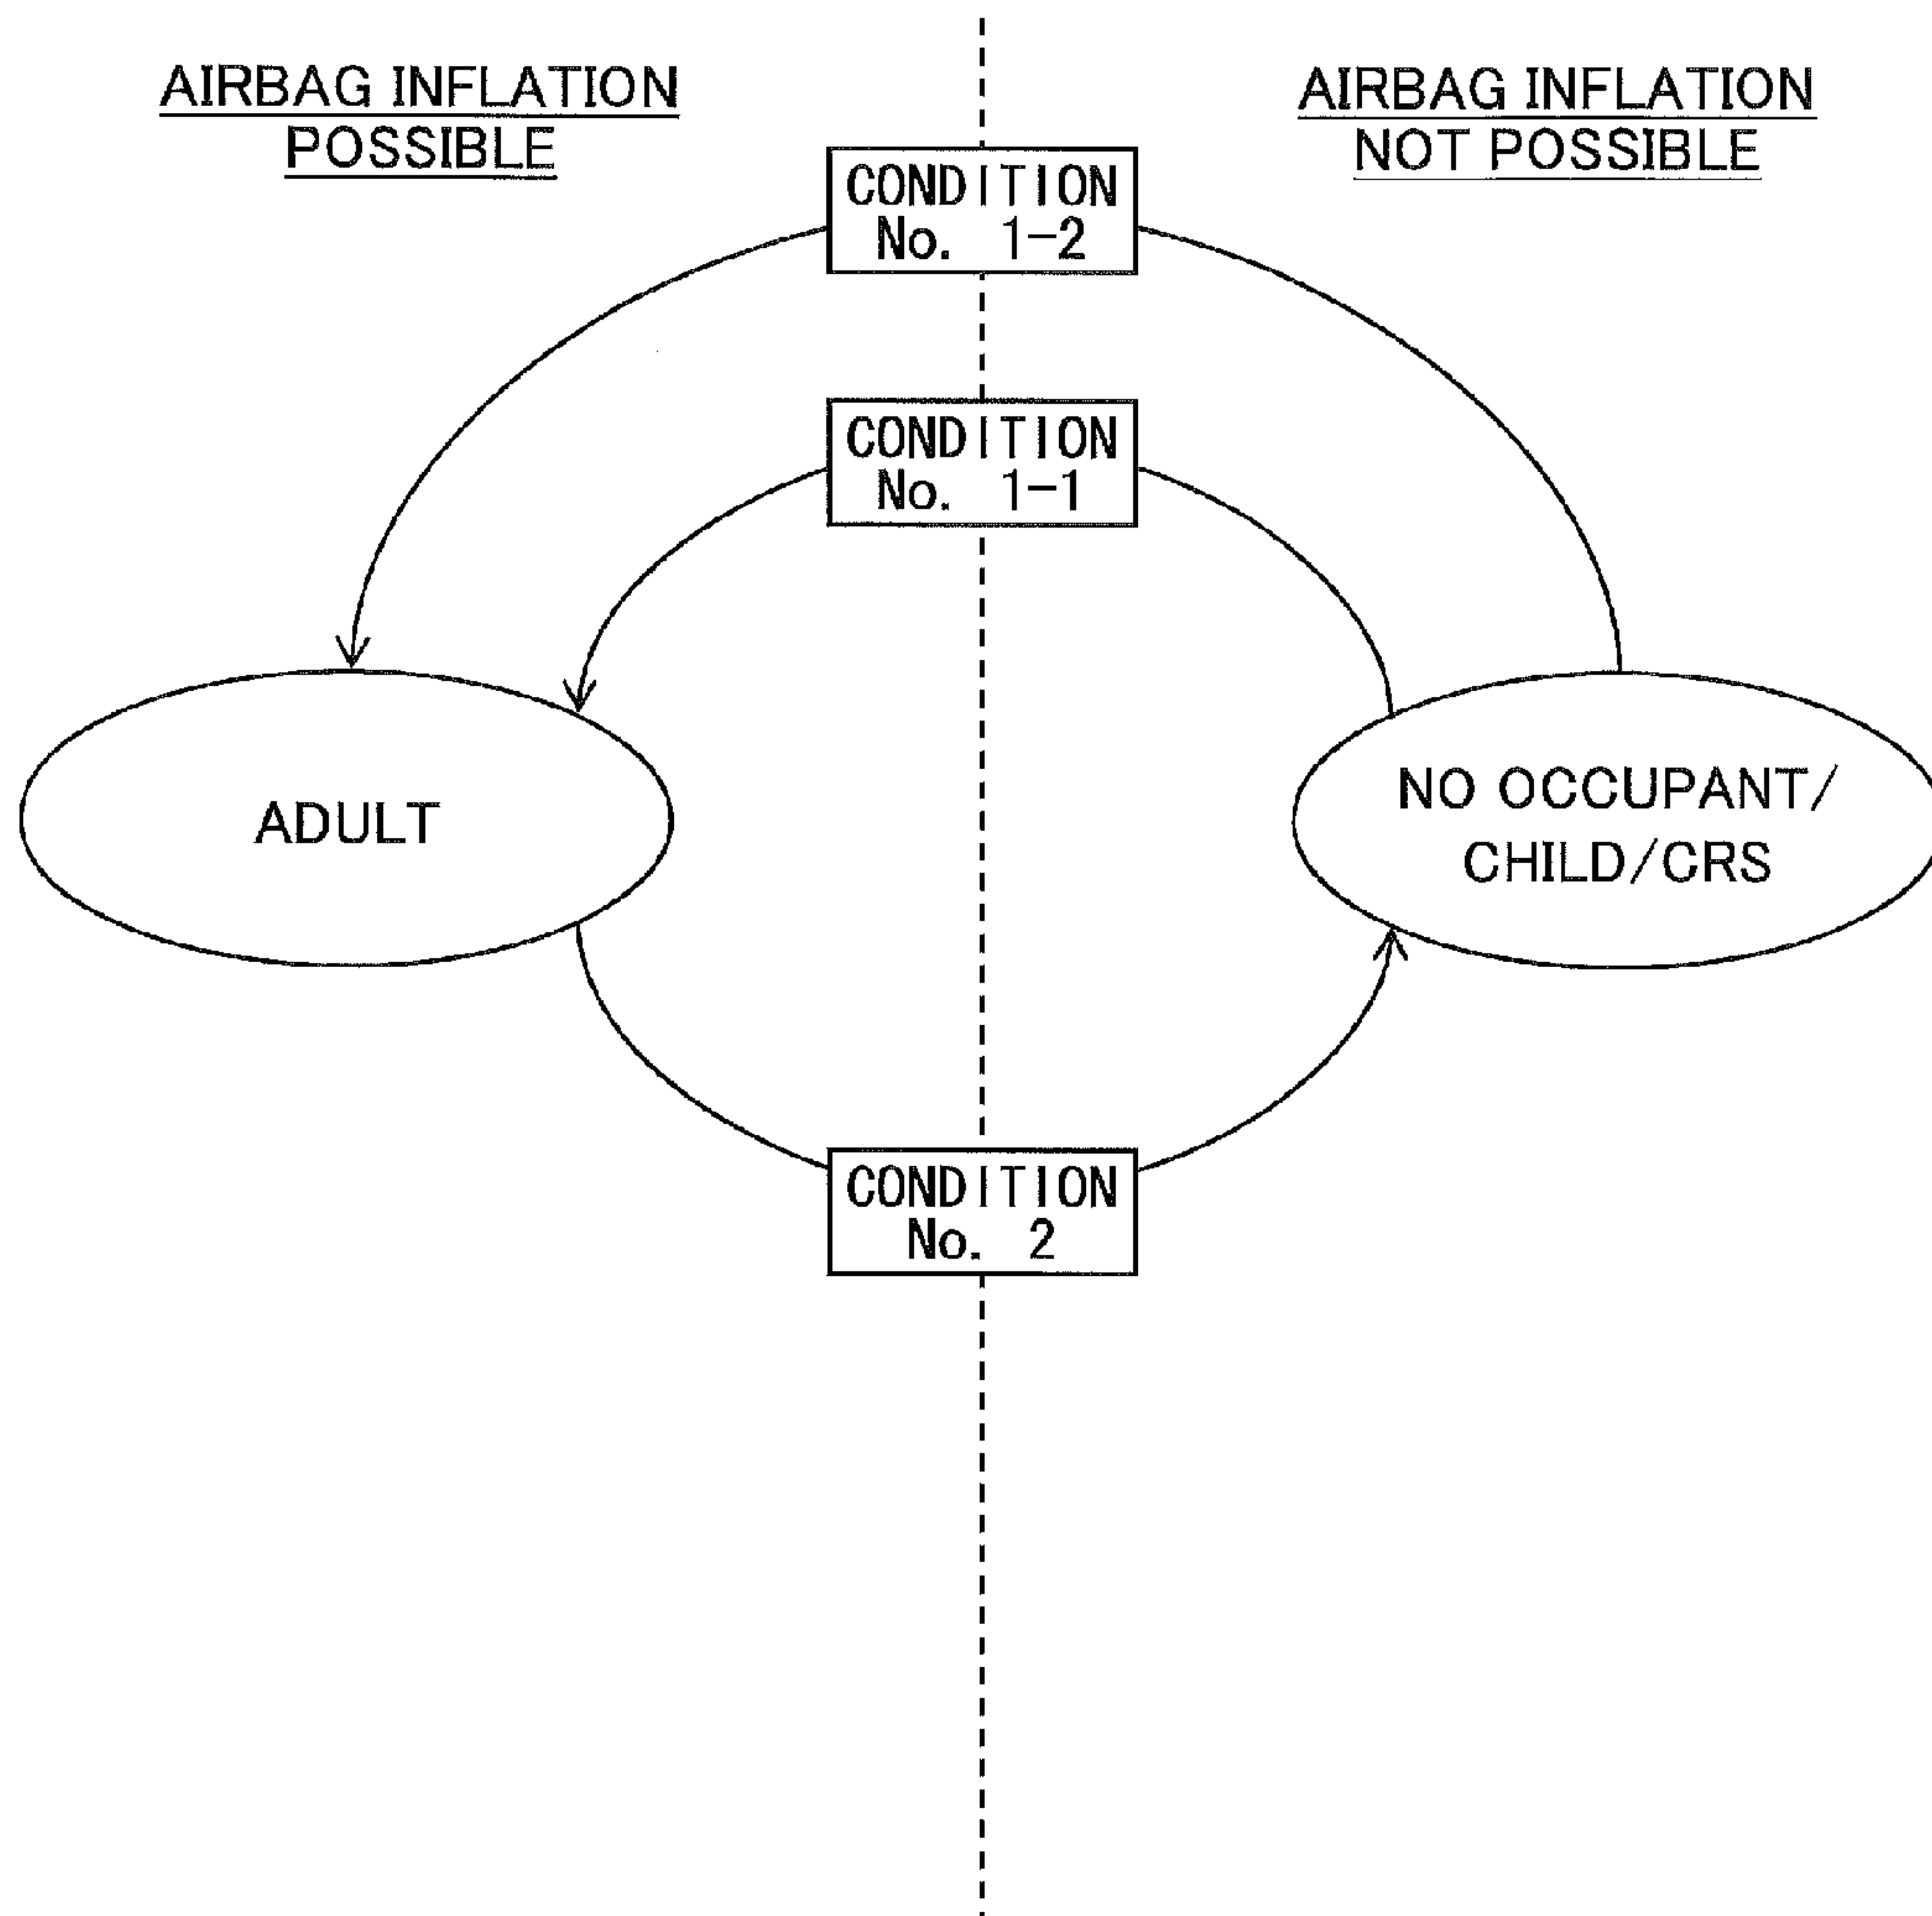 AIRBAG INFLATION
POSSIBLE
AIRBAG INFLATION
NOT POSSIBLE
CONDITION
No. 1-2
CONDITION
No. 1-1
ADULT
NO OCCUPANT/
CHILD/CRS
CONDITION
No. 2